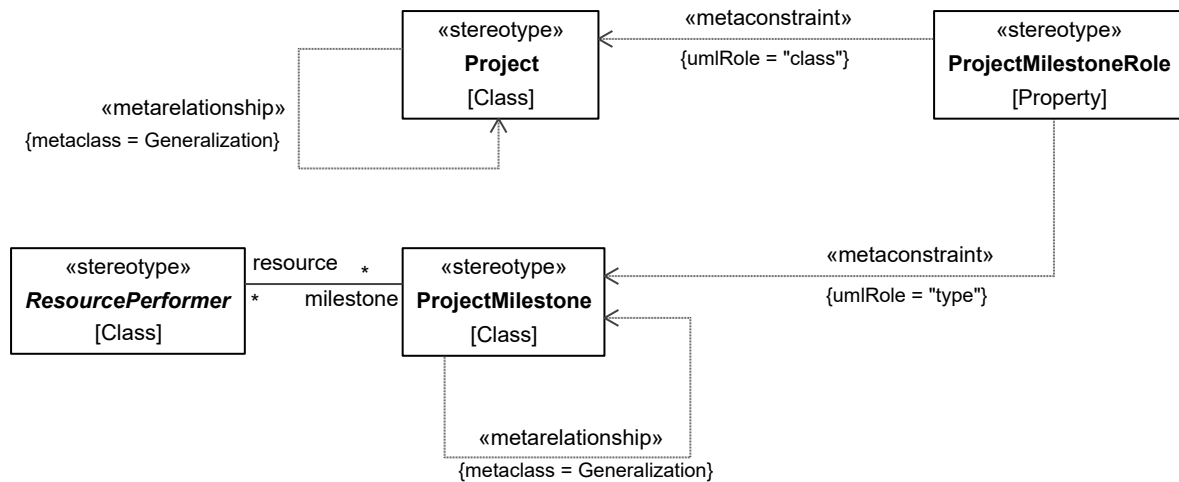 «stereotype»
Project
[Class]
«metaconstraint»
{umlRole = "class"}
«stereotype»
ProjectMilestoneRole
[Property]
«metarelationship»
{metaclass = Generalization}
«stereotype»
ResourcePerformer
[Class]
resource
*
*
milestone
«stereotype»
ProjectMilestone
[Class]
«metaconstraint»
{umlRole = "type"}
«metarelationship»
{metaclass = Generalization}